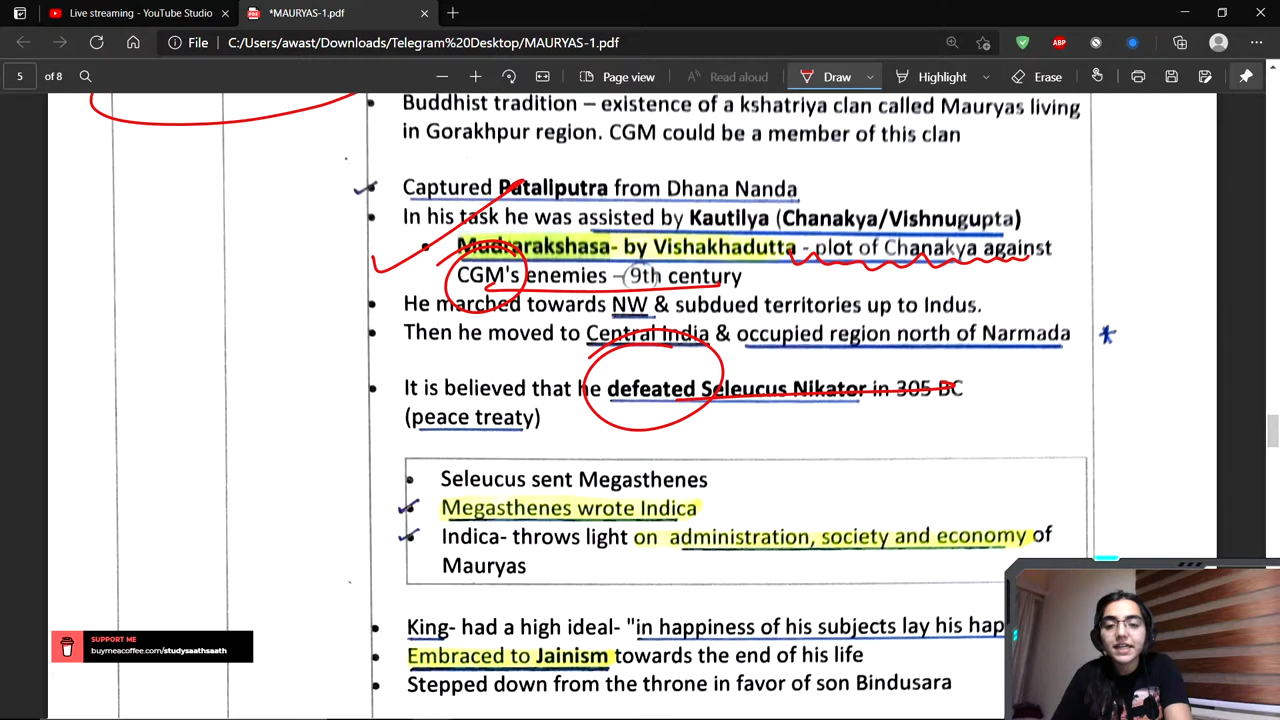 Live streaming - YouTube Studio
*MAURYAS-1.pdf
File
C:/Users/awast/Downloads/Telegram%20Desktop/MAURYAS-1.pdf
ABP
5 of 8
Page view
Read aloud
Draw
Highlight
Erase
• Buddhist tradition – existence of a kshatriya clan called Mauryas living
in Gorakhpur region. CGM could be a member of this clan
• Captured Pataliputra from Dhana Nanda
• In his task he was assisted by Kautilya (Chanakya/Vishnugupta)
• Mudrarakshasa- by Vishakhadutta - plot of Chanakya against
CGM's enemies – 9th century
• He marched towards NW & subdued territories up to Indus.
• Then he moved to Central India & occupied region north of Narmada *
• It is believed that he defeated Seleucus Nikator in 305 BC
(peace treaty)
• Seleucus sent Megasthenes
• Megasthenes wrote Indica
• Indica- throws light on administration, society and economy of
Mauryas
• King- had a high ideal- "in happiness of his subjects lay his hap
• Embraced to Jainism towards the end of his life
• Stepped down from the throne in favor of son Bindusara
SUPPORT ME
buymeacoffee.com/studysaathsaath